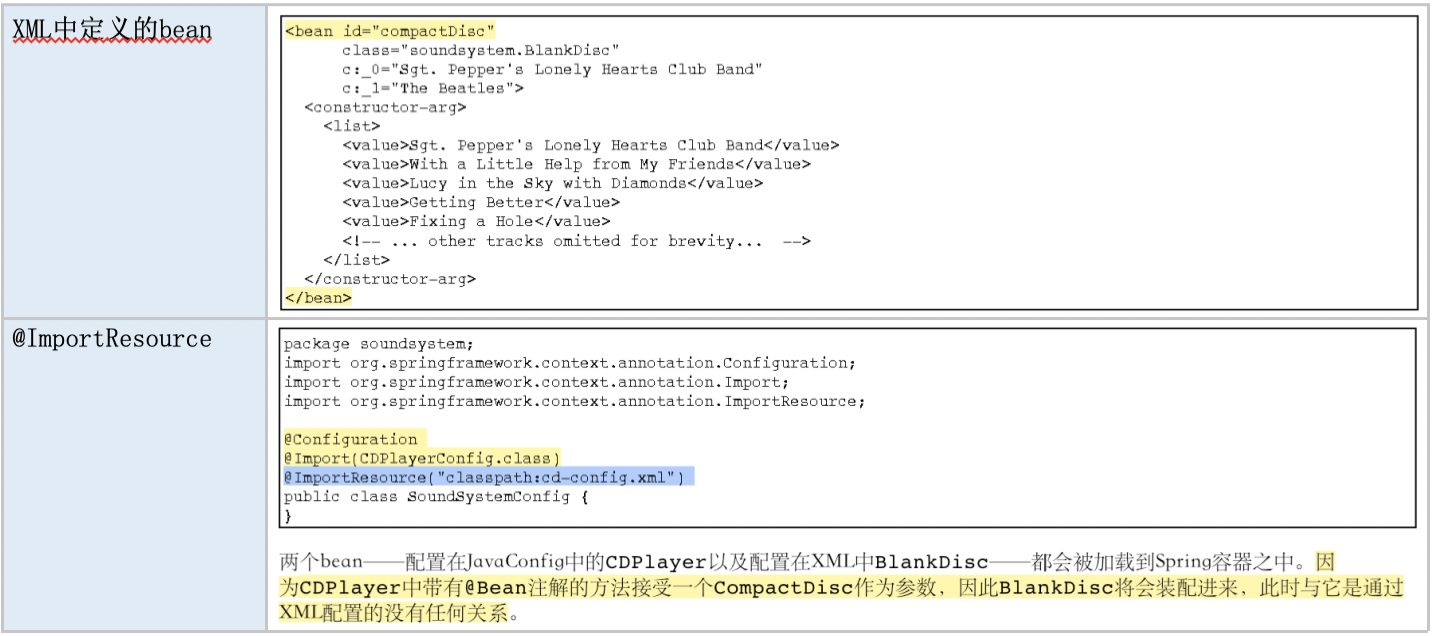 XML中定义的bean
<bean id="compactDisc"
class="soundsystem.BlankDisc"
c:_0="Sgt. Pepper's Lonely Hearts Club Band"
c:_1="The Beatles">
<constructor-arg>
<list>
<value>Sgt. Pepper's Lonely Hearts Club Band</value>
<value>With a Little Help from My Friends</value>
<value>Lucy in the Sky with Diamonds</value>
<value>Getting Better</value>
<value>Fixing a Hole</value>
<!-- ... other tracks omitted for brevity... -->
</list>
</constructor-arg>
</bean>
@ImportResource
package soundsystem;
import org.springframework.context.annotation.Configuration;
import org.springframework.context.annotation.Import;
import org.springframework.context.annotation.ImportResource;
@Configuration
@Import(CDPlayerConfig.class)
@ImportResource("classpath:cd-config.xml")
public class SoundSystemConfig {
}
两个bean——配置在JavaConfig中的CDPlayer以及配置在XML中BlankDisc——都会被加载到Spring容器之中。因
为CDPlayer中带有@Bean注解的方法接受一个CompactDisc作为参数，因此BlankDisc将会装配进来，此时与它是通过
XML配置的没有任何关系。